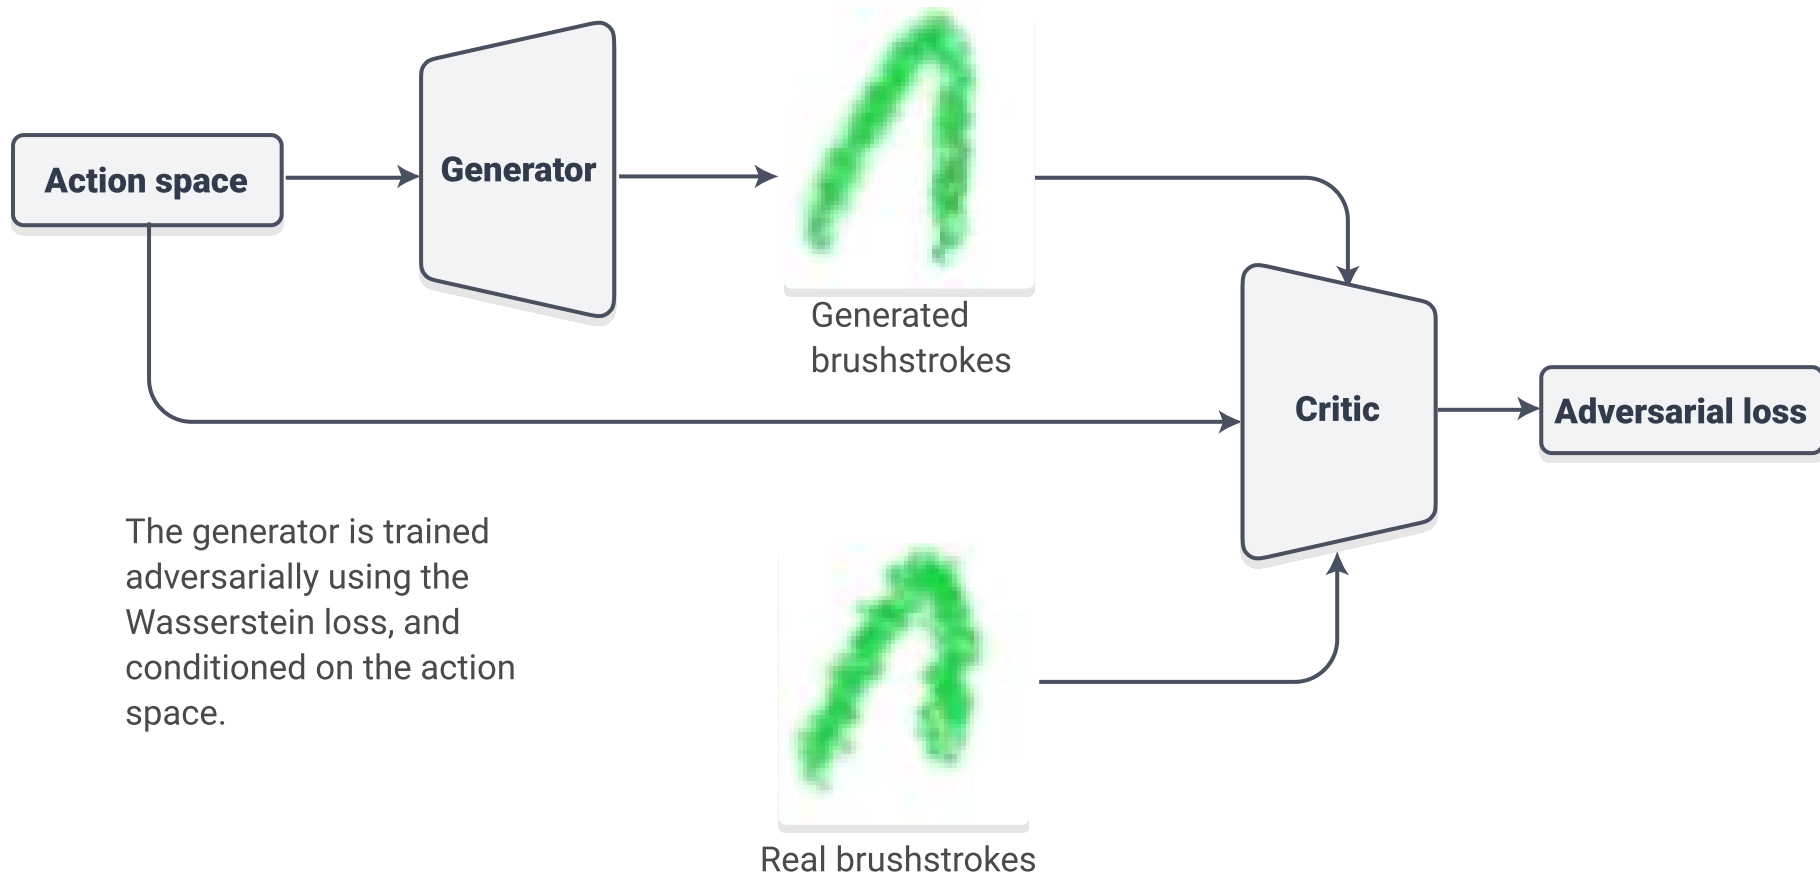 Action space
Generator
Generated
brushstrokes
Critic
Adversarial loss
The generator is trained
adversarially using the
Wasserstein loss, and
conditioned on the action
space.
Real brushstrokes